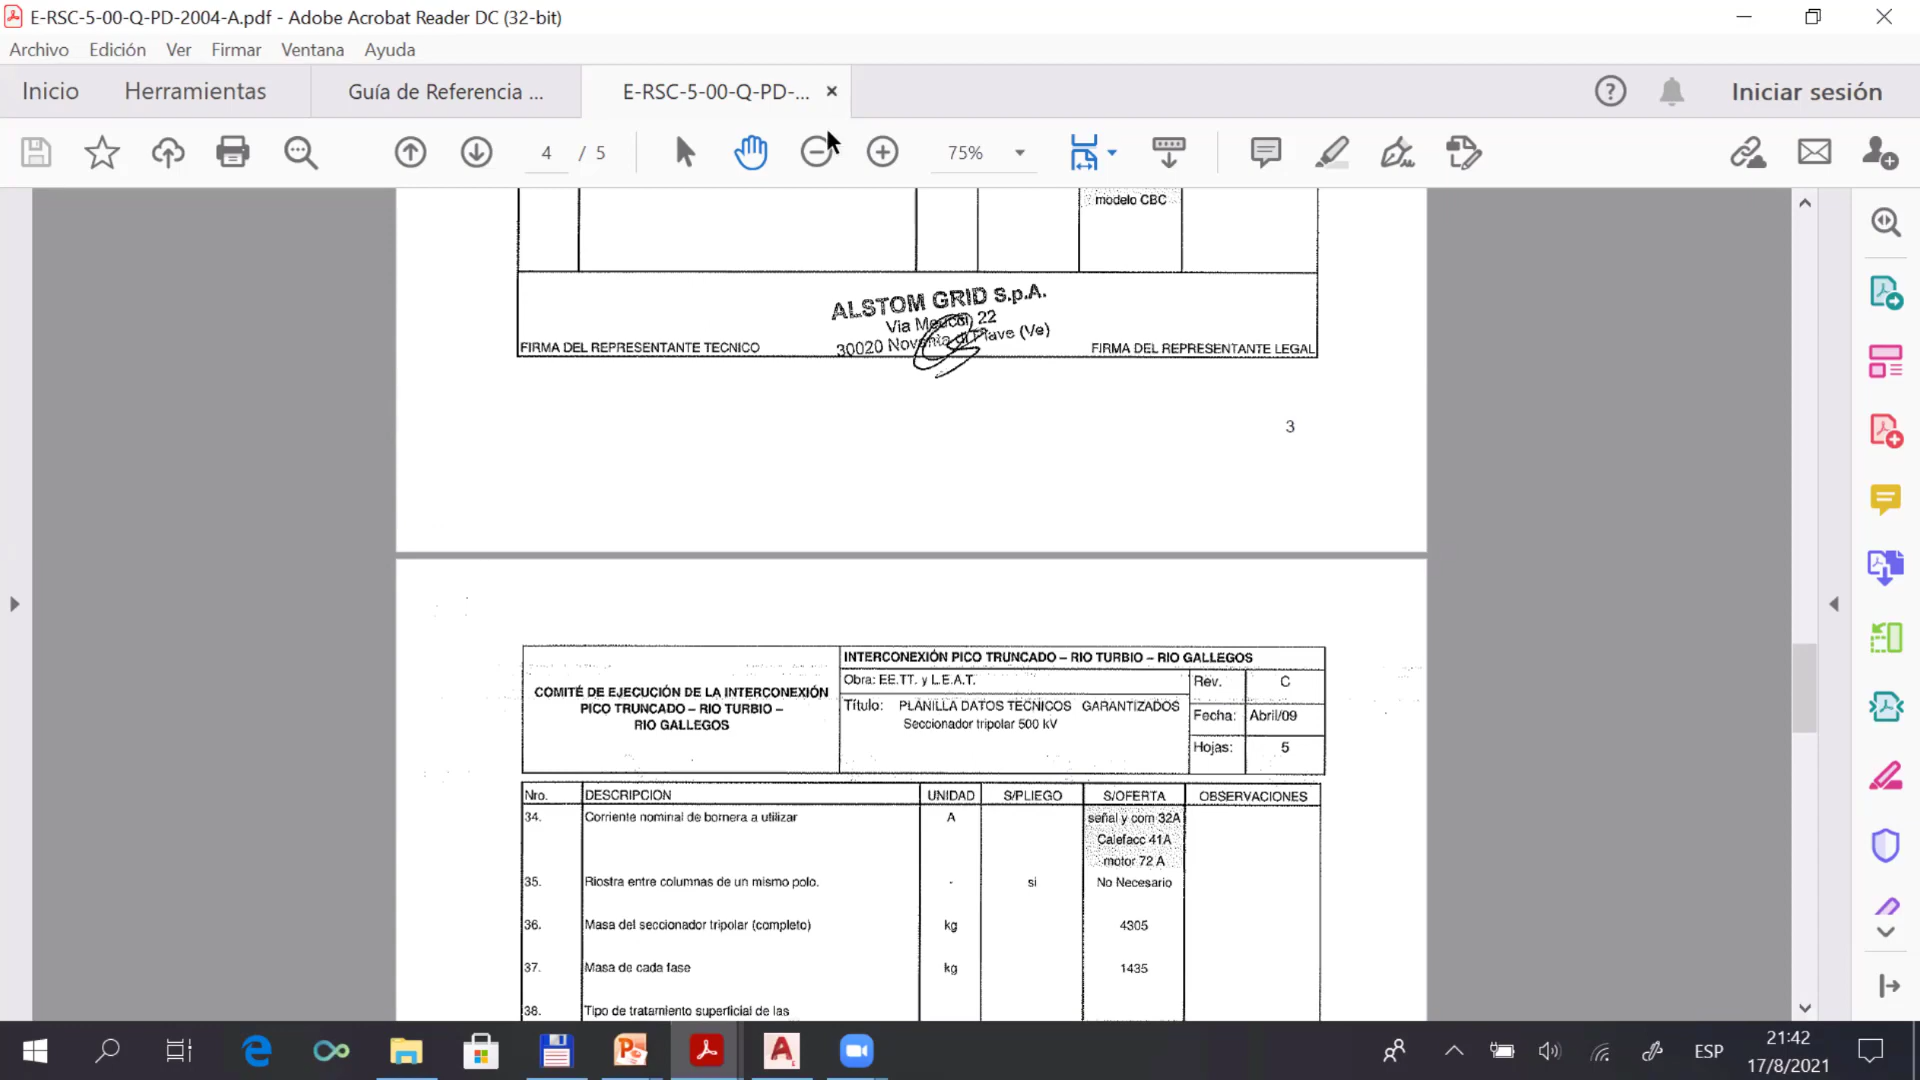 E-RSC-5-00-Q-PD-2004-A.pdf - Adobe Acrobat Reader DC (32-bit)
Archivo Edición Ver Firmar Ventana Ayuda
Inicio Herramientas Guía de Referencia ... E-RSC-5-00-Q-PD-... Iniciar sesión
4 / 5 75%
modelo CBC
ALSTOM GRID S.p.A.
Via Meucci 22
30020 Noventa di Piave (Ve)
FIRMA DEL REPRESENTANTE TECNICO FIRMA DEL REPRESENTANTE LEGAL
3
COMITÉ DE EJECUCIÓN DE LA INTERCONEXIÓN
PICO TRUNCADO – RIO TURBIO –
RIO GALLEGOS
INTERCONEXIÓN PICO TRUNCADO – RIO TURBIO – RIO GALLEGOS
Obra: EE.TT. y L.E.A.T.
Título: PLANILLA DATOS TECNICOS GARANTIZADOS
Seccionador tripolar 500 kV
Rev. C
Fecha: Abril/09
Hojas: 5
Nro. DESCRIPCION UNIDAD S/PLIEGO S/OFERTA OBSERVACIONES
34. Corriente nominal de bornera a utilizar A señal y com 32A
Calefacc 41A
motor 72 A
35. Riostra entre columnas de un mismo polo. - si No Necesario
36. Masa del seccionador tripolar (completo) kg 4305
37. Masa de cada fase kg 1435
38. Tipo de tratamiento superficial de las
ESP
21:42
17/8/2021